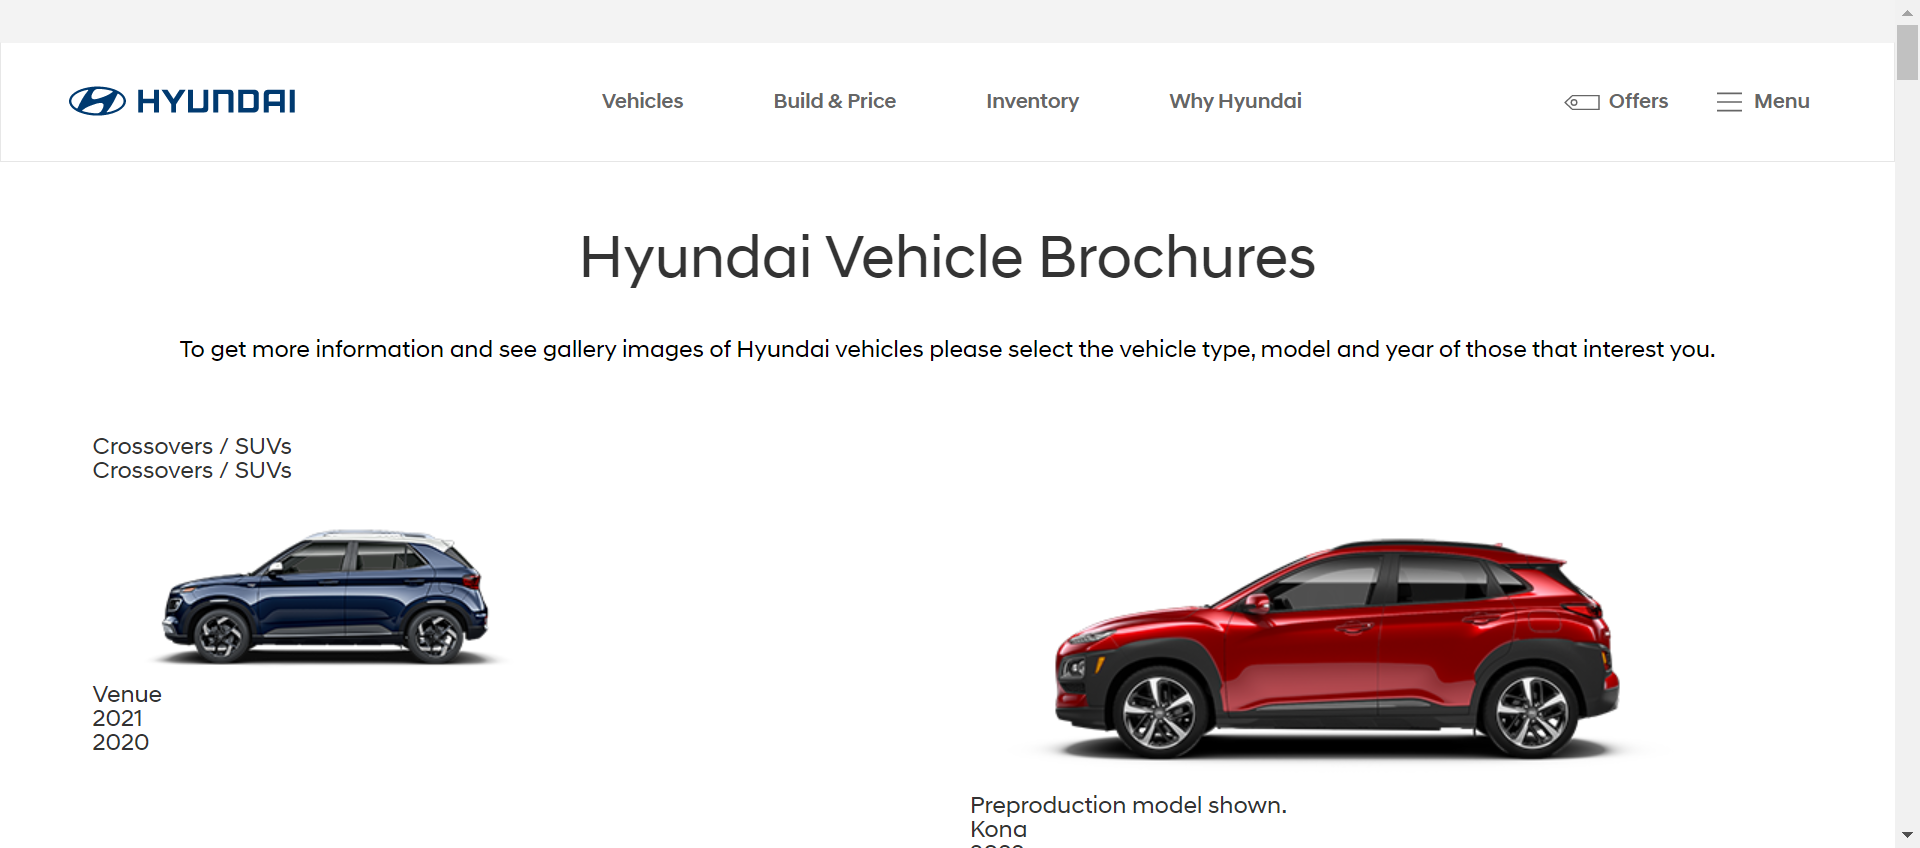 HYUNDAI
Vehicles
Build & Price
Inventory
Why Hyundai
Offers
Menu
Hyundai Vehicle Brochures
To get more information and see gallery images of Hyundai vehicles please select the vehicle type, model and year of those that interest you.
Crossovers / SUVs
Crossovers / SUVs
Venue
2021
2020
Preproduction model shown.
Kona